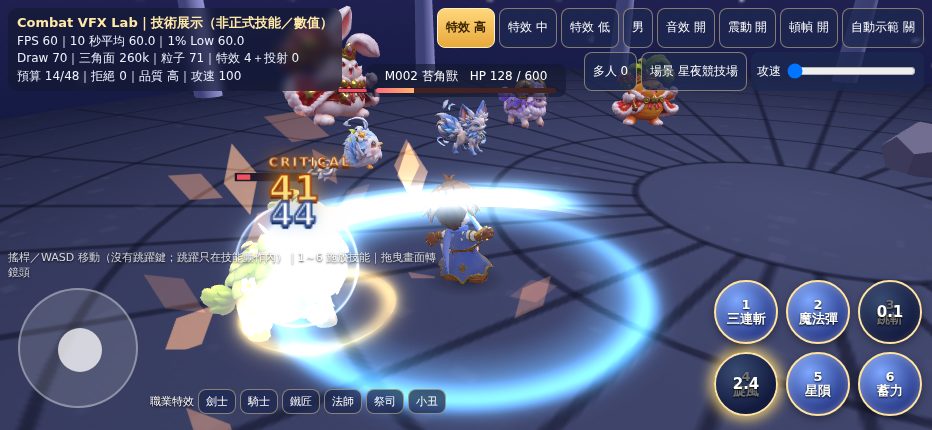 Combat VFX Lab｜技術展示（非正式技能／數值）
FPS 60｜10 秒平均 60.0｜1% Low 60.0
Draw 70｜三角面 260k｜粒子 71｜特效 4＋投射 0
預算 14/48｜拒絕 0｜品質 高｜攻速 100
特效 高
特效 中
特效 低
男
音效 開
震動 開
頓幀 開
自動示範 關
多人 0
場景 星夜競技場
攻速
M002 苔角獸 HP 128 / 600
CRITICAL
41
44
搖桿／WASD 移動（沒有跳躍鍵；跳躍只在技能動作內）｜1～6 施放技能｜拖曳畫面轉
鏡頭
1
三連斬
2
魔法彈
3
0.1
跳斬
4
2.4
旋風
5
星隕
6
蓄力
職業特效
劍士
騎士
鐵匠
法師
祭司
小丑